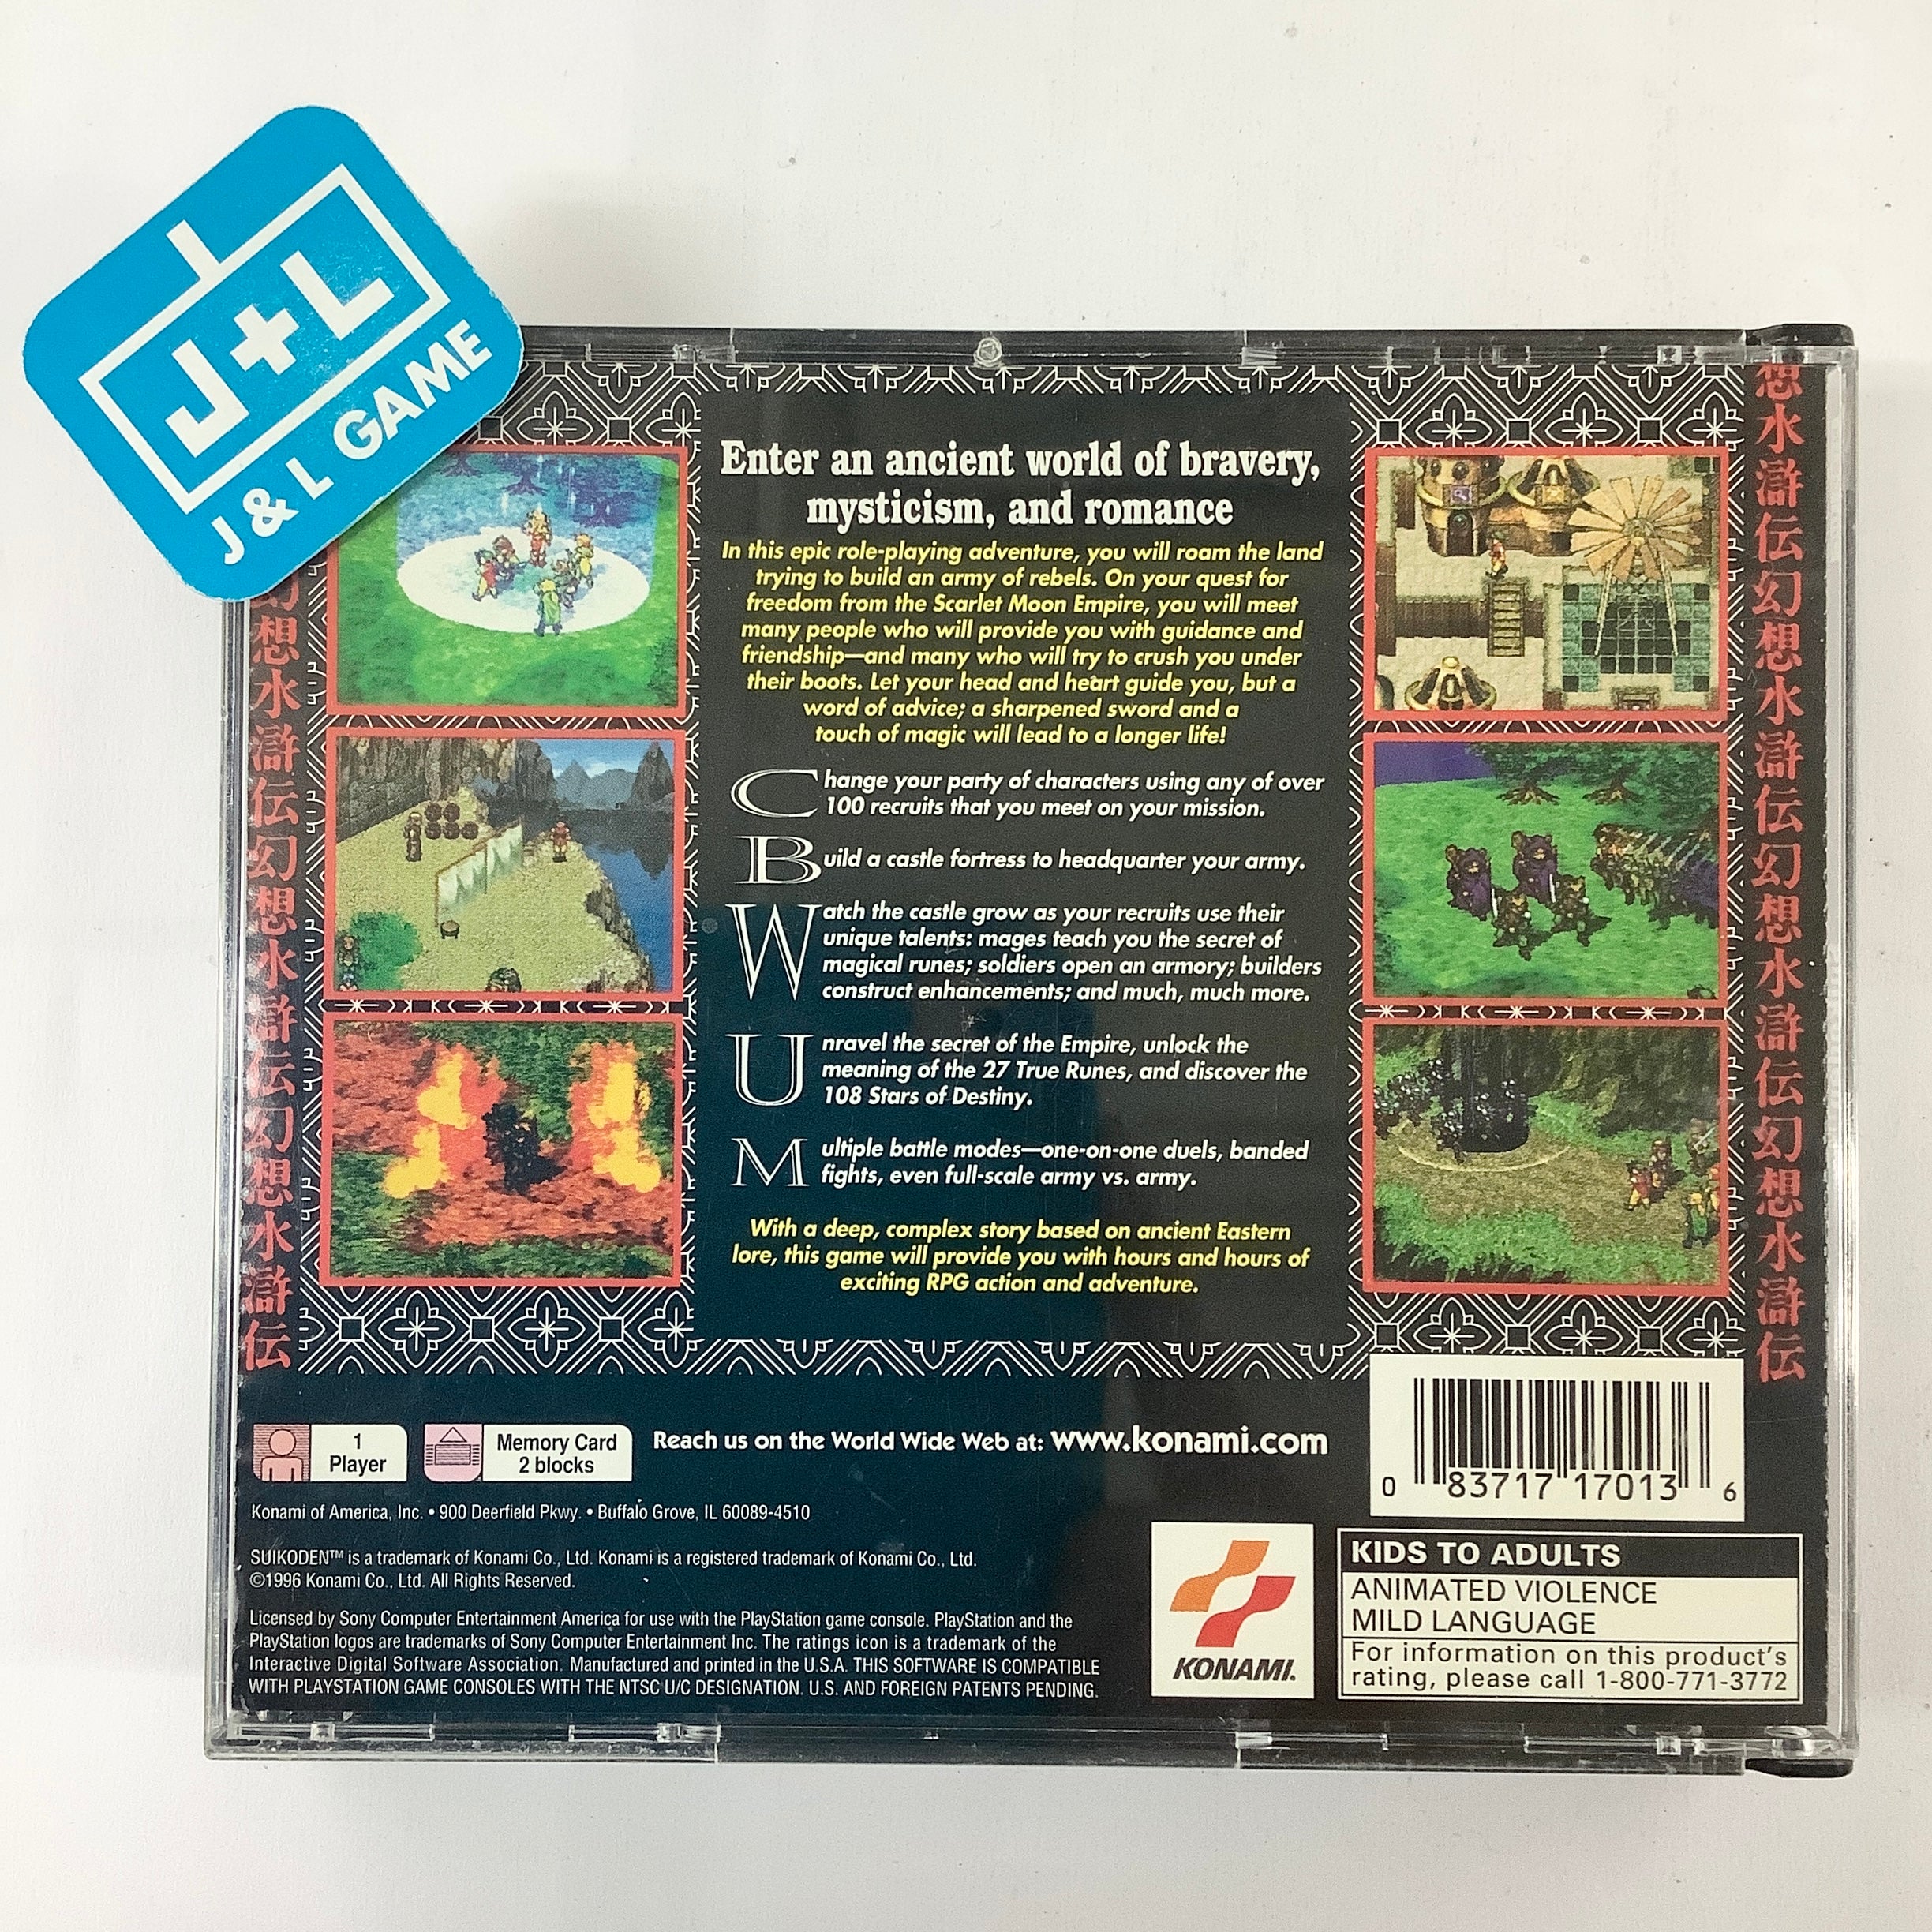 J+L
J & L GAME
Enter an ancient world of bravery,
mysticism, and romance
In this epic role-playing adventure, you will roam the land
trying to build an army of rebels. On your quest for
freedom from the Scarlet Moon Empire, you will meet
many people who will provide you with guidance and
friendship—and many who will try to crush you under
their boots. Let your head and heart guide you, but a
word of advice; a sharpened sword and a
touch of magic will lead to a longer life!
Change your party of characters using any of over
100 recruits that you meet on your mission.
Build a castle fortress to headquarter your army.
Watch the castle grow as your recruits use their
unique talents: mages teach you the secret of
magical runes; soldiers open an armory; builders
construct enhancements; and much, much more.
Unravel the secret of the Empire, unlock the
meaning of the 27 True Runes, and discover the
108 Stars of Destiny.
Multiple battle modes—one-on-one duels, banded
fights, even full-scale army vs. army.
With a deep, complex story based on ancient Eastern
lore, this game will provide you with hours and hours of
exciting RPG action and adventure.
幻想水滸伝幻想水滸伝幻想水滸伝
想水滸伝幻想水滸伝幻想水滸伝幻想水滸伝
1
Player
Memory Card
2 blocks
Reach us on the World Wide Web at: www.konami.com
0 83717 17013 6
Konami of America, Inc. • 900 Deerfield Pkwy. • Buffalo Grove, IL 60089-4510
SUIKODEN™ is a trademark of Konami Co., Ltd. Konami is a registered trademark of Konami Co., Ltd.
©1996 Konami Co., Ltd. All Rights Reserved.
Licensed by Sony Computer Entertainment America for use with the PlayStation game console. PlayStation and the
PlayStation logos are trademarks of Sony Computer Entertainment Inc. The ratings icon is a trademark of the
Interactive Digital Software Association. Manufactured and printed in the U.S.A. THIS SOFTWARE IS COMPATIBLE
WITH PLAYSTATION GAME CONSOLES WITH THE NTSC U/C DESIGNATION. U.S. AND FOREIGN PATENTS PENDING.
KONAMI.
KIDS TO ADULTS
ANIMATED VIOLENCE
MILD LANGUAGE
For information on this product's
rating, please call 1-800-771-3772